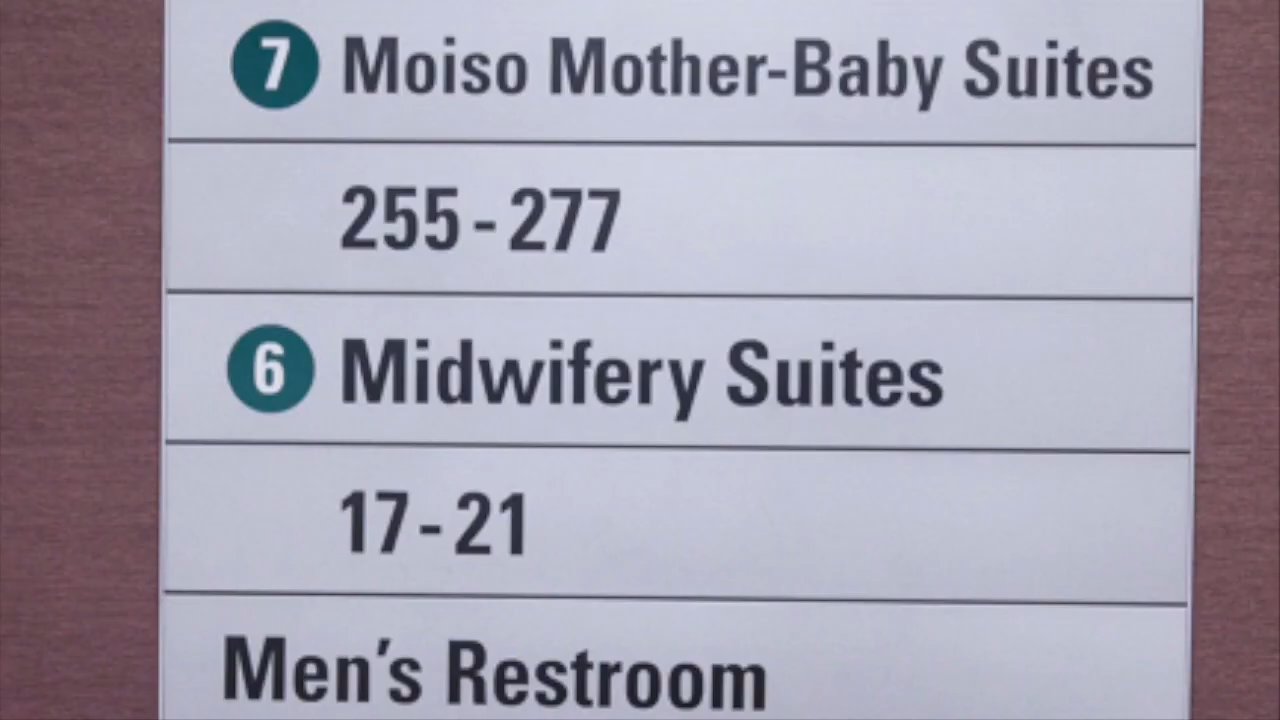 7 Moiso Mother-Baby Suites
255 - 277
6 Midwifery Suites
17 - 21
Men's Restroom